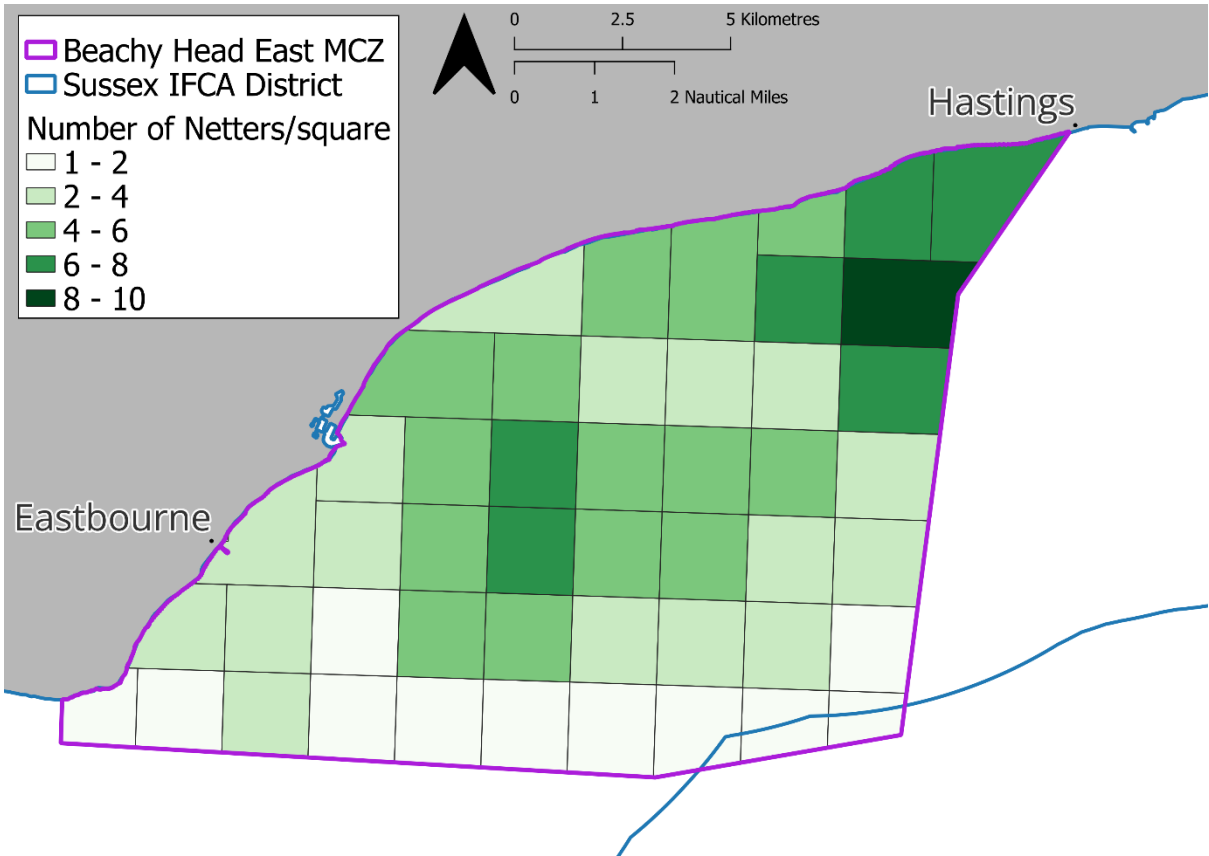 Beachy Head East MCZ
Sussex IFCA District
Number of Netters/square
1 - 2
2 - 4
4 - 6
6 - 8
8 - 10
0 2.5 5 Kilometres
0 1 2 Nautical Miles
Hastings
Eastbourne